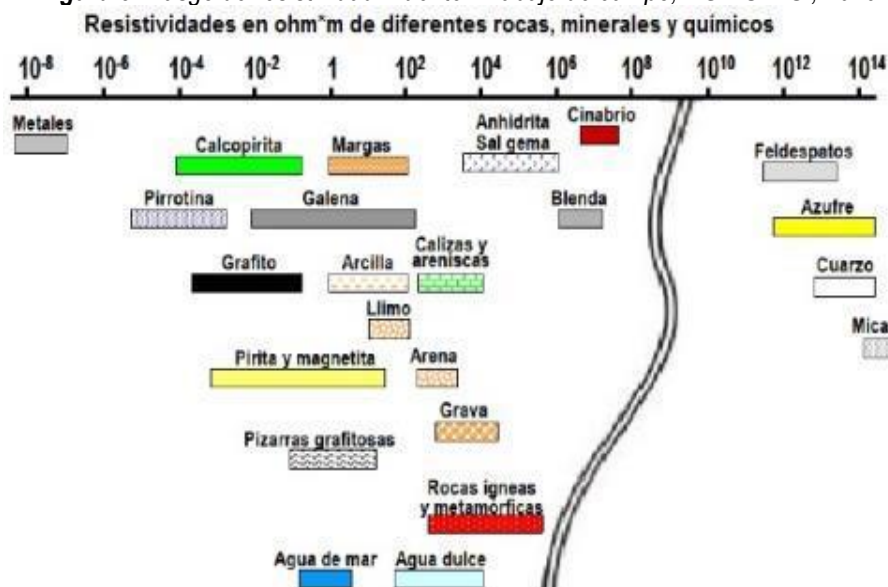 Resistividades en ohm*m de diferentes rocas, minerales y químicos
10-8 10-6 10-4 10-2 1 102 104 106 108 1010 1012 1014
Metales
Calcopirita
Margas
Anhidrita
Sal gema
Cinabrio
Feldespatos
Pirrotina
Galena
Blenda
Azufre
Grafito
Arcilla
Calizas y
areniscas
Cuarzo
Llimo
Mica
Pirita y magnetita
Arena
Grava
Pizarras grafitosas
Rocas igneas
y metamorficas
Agua de mar
Agua dulce